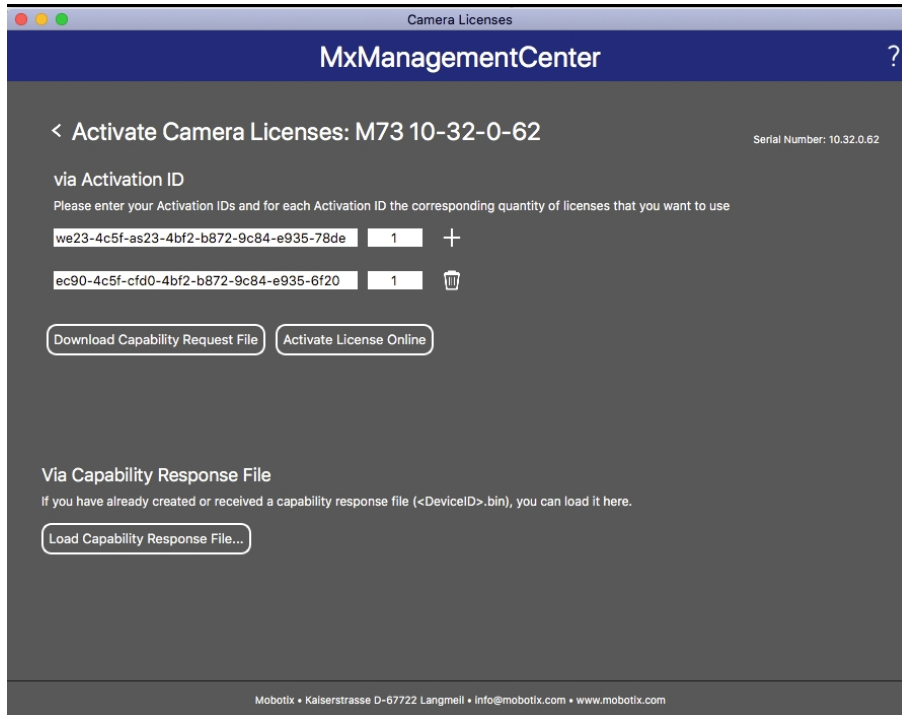 Camera Licenses
MxManagementCenter
?
< Activate Camera Licenses: M73 10-32-0-62
Serial Number: 10.32.0.62
via Activation ID
Please enter your Activation IDs and for each Activation ID the corresponding quantity of licenses that you want to use
we23-4c5f-as23-4bf2-b872-9c84-e935-78de 1 +
ec90-4c5f-cfd0-4bf2-b872-9c84-e935-6f20 1
Download Capability Request File Activate License Online
Via Capability Response File
If you have already created or received a capability response file (<DeviceID>.bin), you can load it here.
Load Capability Response File...
Mobotix • Kaiserstrasse D-67722 Langmeil • info@mobotix.com • www.mobotix.com